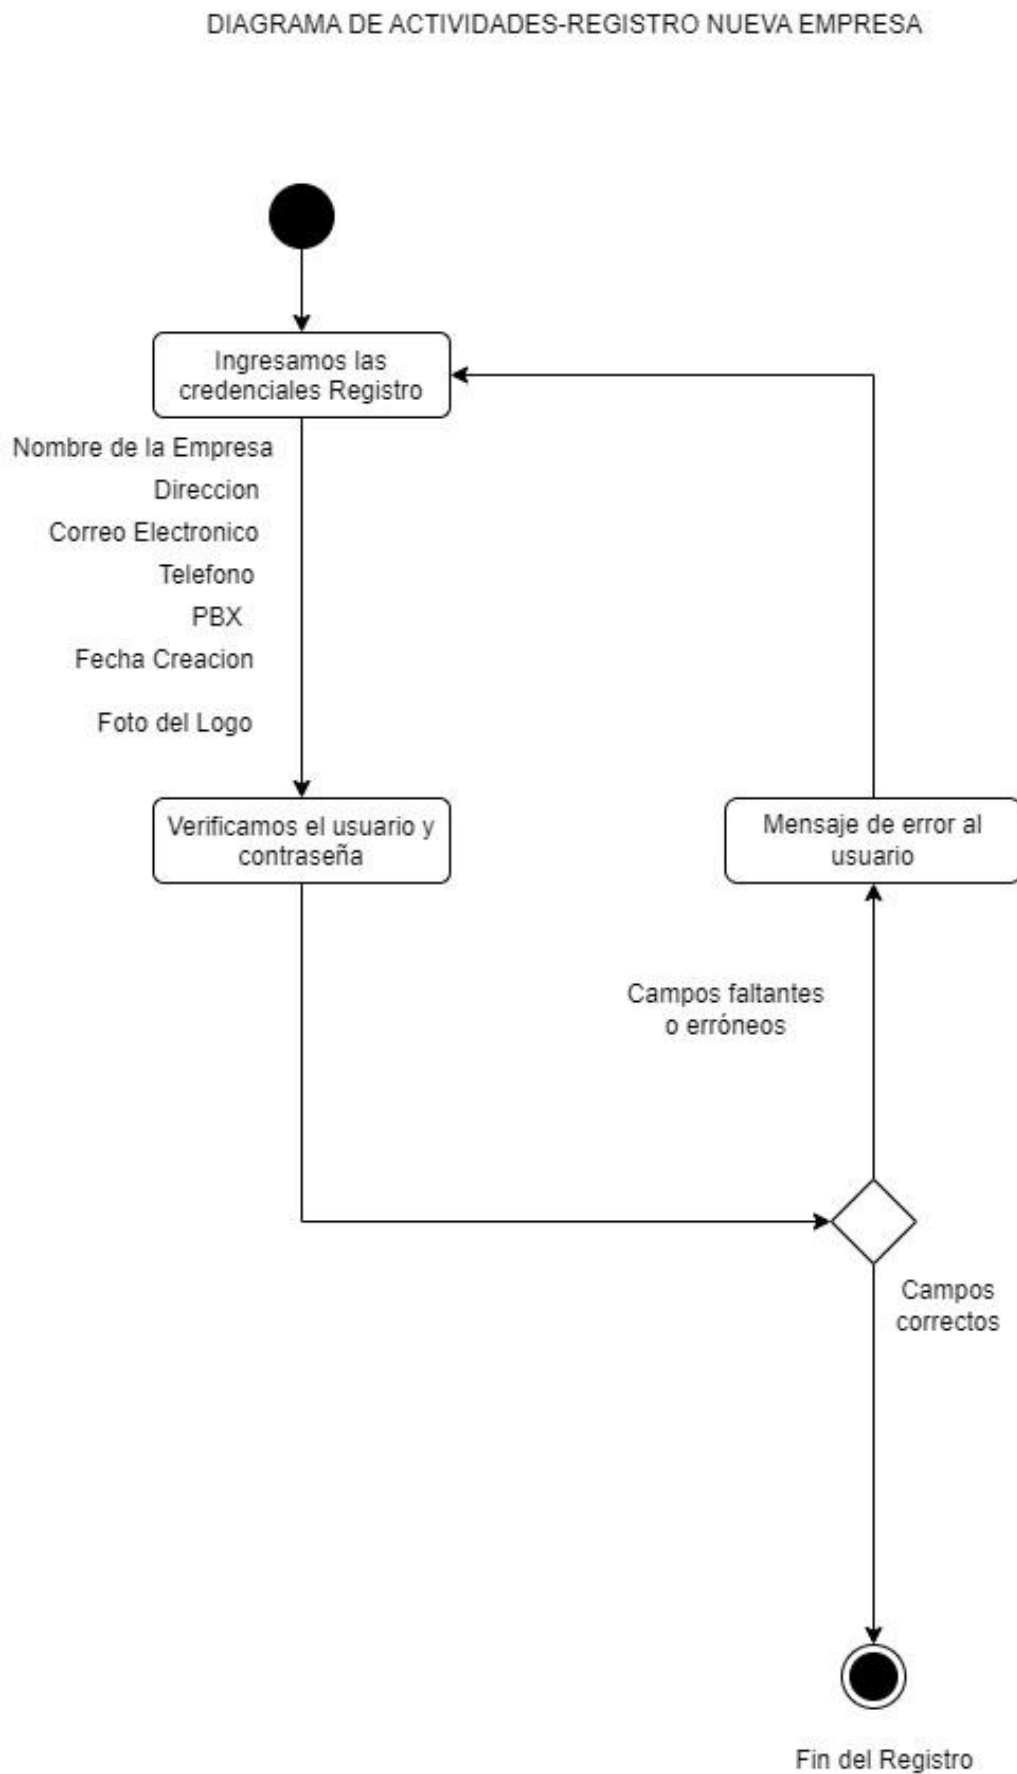 DIAGRAMA DE ACTIVIDADES-REGISTRO NUEVA EMPRESA
Ingresamos las
credenciales Registro
Nombre de la Empresa
Direccion
Correo Electronico
Telefono
PBX
Fecha Creacion
Foto del Logo
Verificamos el usuario y
contraseña
Mensaje de error al
usuario
Campos faltantes
o erróneos
Campos
correctos
Fin del Registro